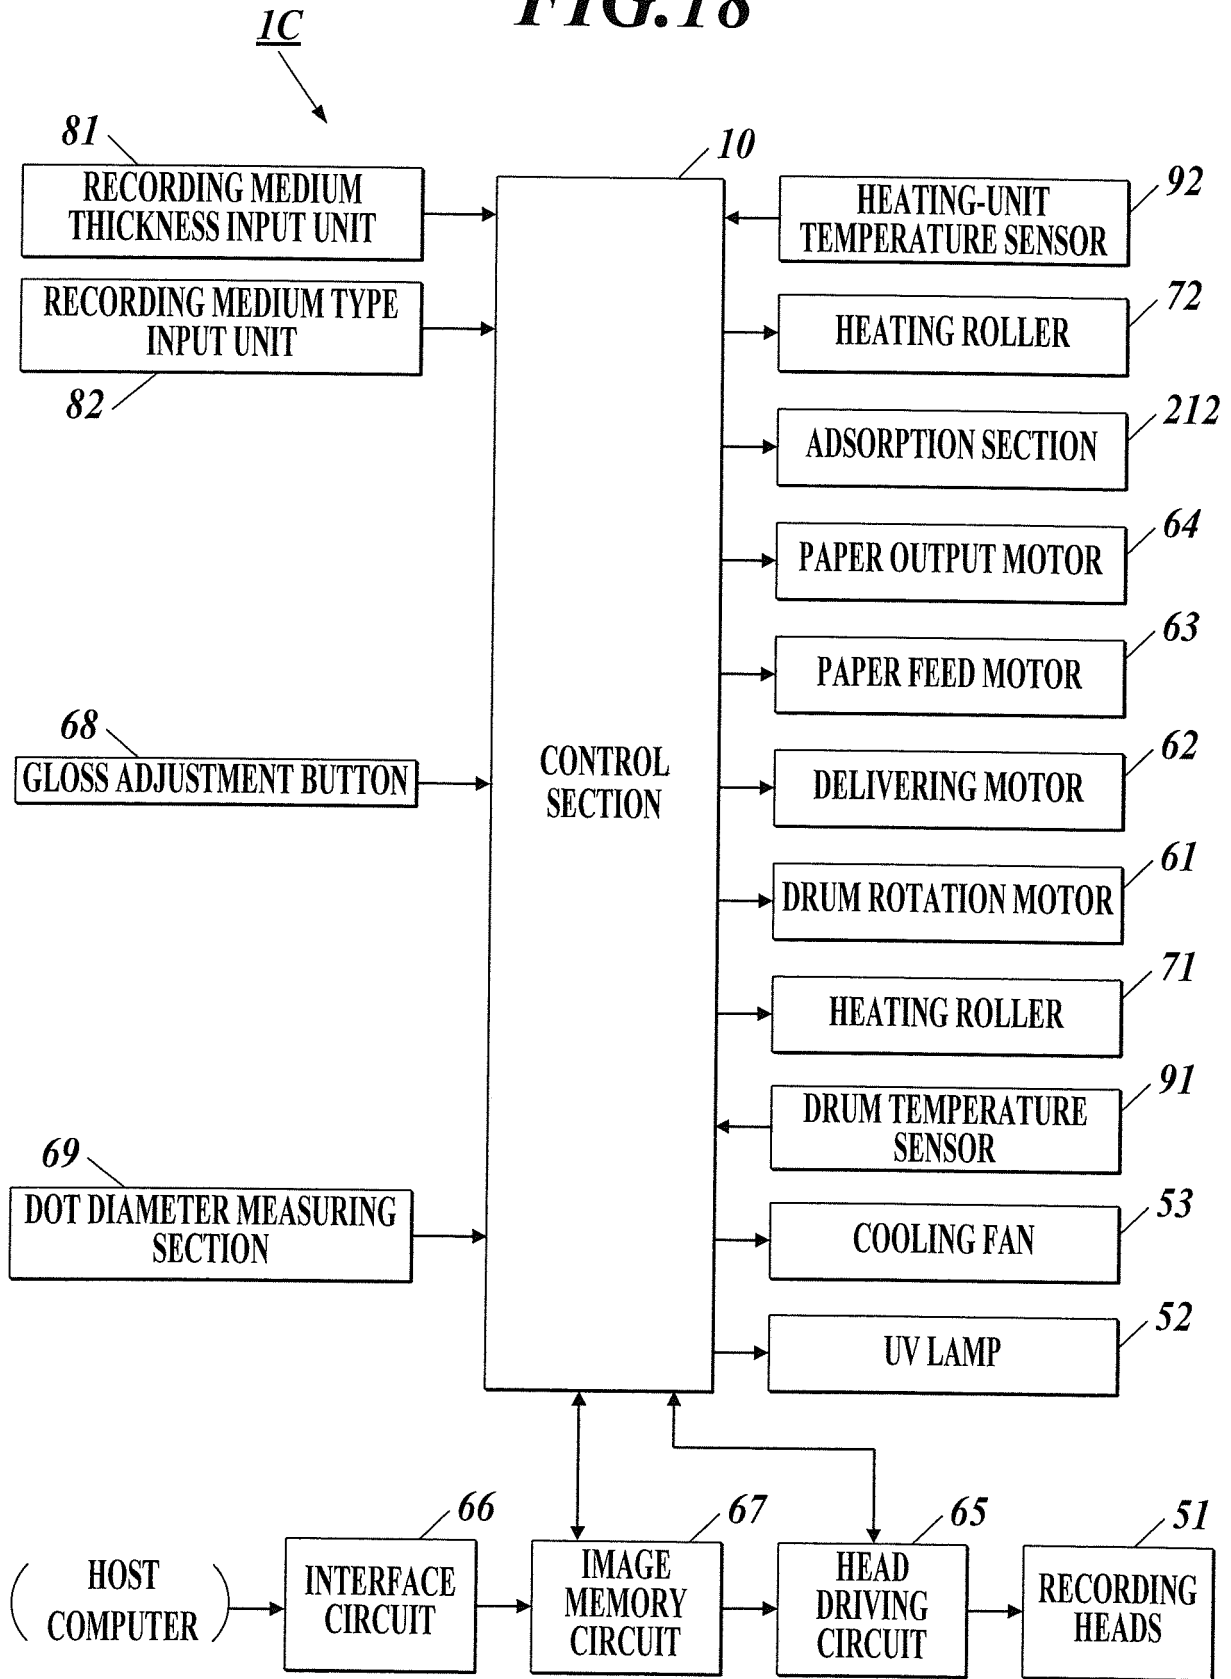 FIG.18
1C
81
RECORDING MEDIUM
THICKNESS INPUT UNIT
RECORDING MEDIUM TYPE
INPUT UNIT
82
68
GLOSS ADJUSTMENT BUTTON
69
DOT DIAMETER MEASURING
SECTION
10
CONTROL
SECTION
92
HEATING-UNIT
TEMPERATURE SENSOR
72
HEATING ROLLER
212
ADSORPTION SECTION
64
PAPER OUTPUT MOTOR
63
PAPER FEED MOTOR
62
DELIVERING MOTOR
61
DRUM ROTATION MOTOR
71
HEATING ROLLER
91
DRUM TEMPERATURE
SENSOR
53
COOLING FAN
52
UV LAMP
HOST
COMPUTER
66
INTERFACE
CIRCUIT
67
IMAGE
MEMORY
CIRCUIT
65
HEAD
DRIVING
CIRCUIT
51
RECORDING
HEADS